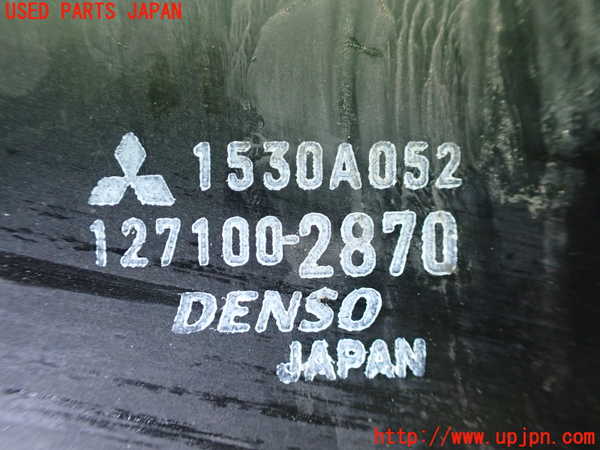 USED PARTS JAPAN
1530A052
127100-2870
DENSO
JAPAN
http://www.upjpn.com/